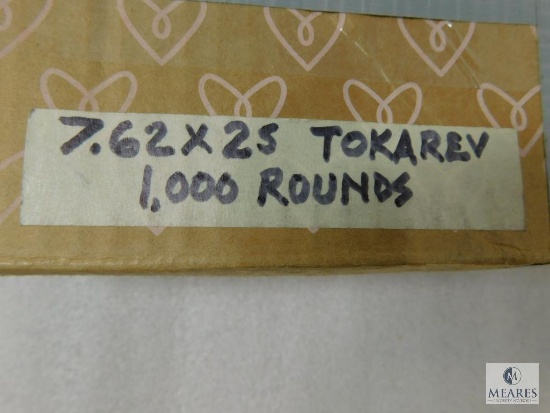 7.62X25 TOKAREV
1,000 ROUNDS
MEARES